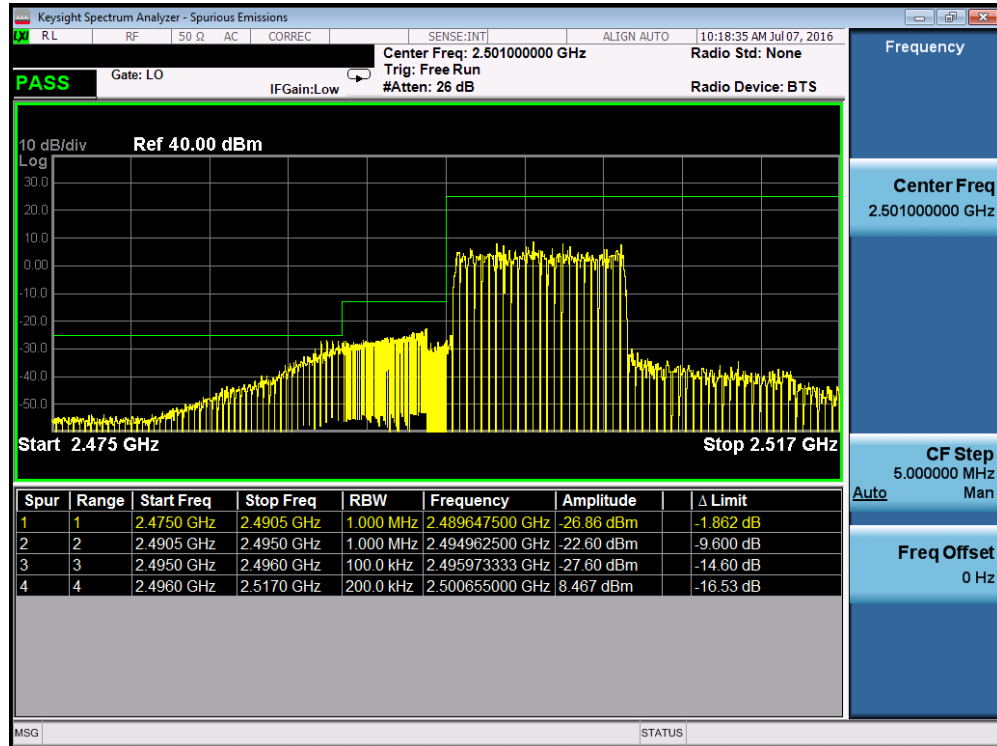 Keysight Spectrum Analyzer - Spurious Emissions
LXI RL RF 50 Ω AC CORREC SENSE:INT ALIGN AUTO 10:18:35 AM Jul 07, 2016
Center Freq: 2.501000000 GHz Radio Std: None
Trig: Free Run
PASS Gate: LO IFGain:Low #Atten: 26 dB Radio Device: BTS
Frequency
10 dB/div Ref 40.00 dBm
Log
30.0
20.0
10.0
0.00
-10.0
-20.0
-30.0
-40.0
-50.0
Start 2.475 GHz Stop 2.517 GHz
Center Freq
2.501000000 GHz
CF Step
5.000000 MHz
Auto Man
Freq Offset
0 Hz
Spur Range Start Freq Stop Freq RBW Frequency Amplitude Δ Limit
1 1 2.4750 GHz 2.4905 GHz 1.000 MHz 2.489647500 GHz -26.86 dBm -1.862 dB
2 2 2.4905 GHz 2.4950 GHz 1.000 MHz 2.494962500 GHz -22.60 dBm -9.600 dB
3 3 2.4950 GHz 2.4960 GHz 100.0 kHz 2.495973333 GHz -27.60 dBm -14.60 dB
4 4 2.4960 GHz 2.5170 GHz 200.0 kHz 2.500655000 GHz 8.467 dBm -16.53 dB
MSG STATUS